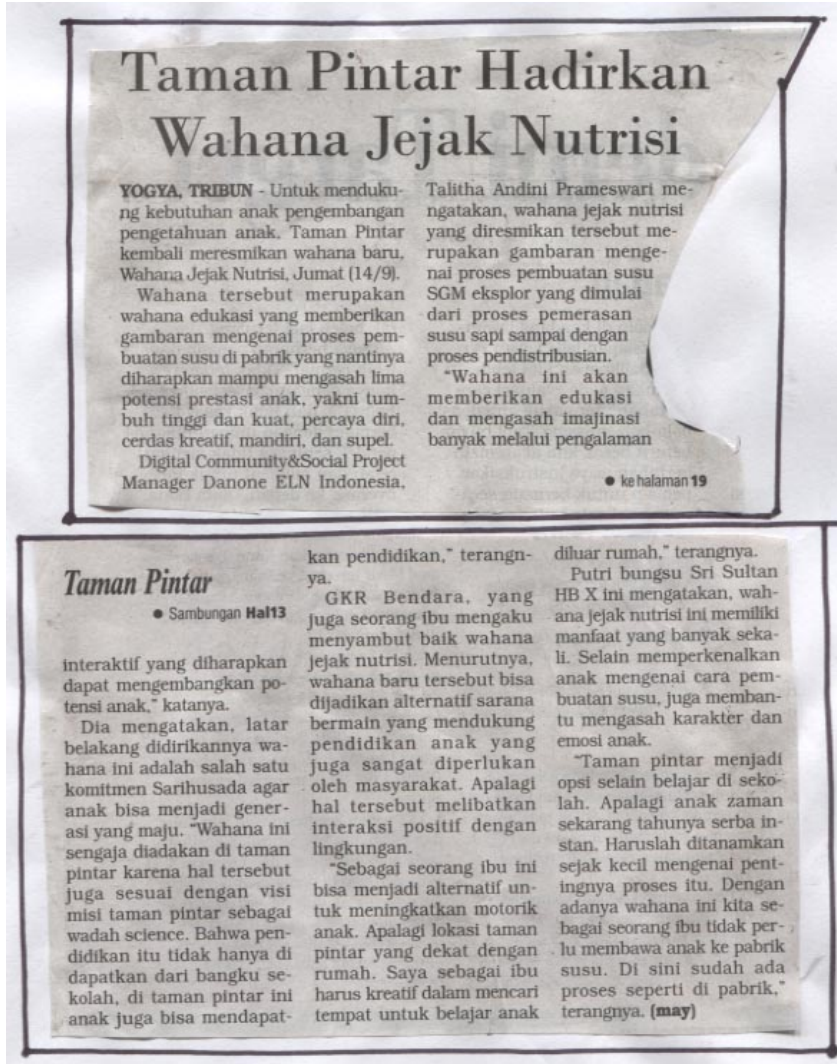 Taman Pintar Hadirkan
Wahana Jejak Nutrisi
YOGYA, TRIBUN - Untuk menduku-
ng kebutuhan anak pengembangan
pengetahuan anak, Taman Pintar
kembali meresmikan wahana baru,
Wahana Jejak Nutrisi, Jumat (14/9).
Wahana tersebut merupakan
wahana edukasi yang memberikan
gambaran mengenai proses pem-
buatan susu di pabrik yang nantinya
diharapkan mampu mengasah lima
potensi prestasi anak, yakni tum-
buh tinggi dan kuat, percaya diri,
cerdas kreatif, mandiri, dan supel.
Digital Community&Social Project
Manager Danone ELN Indonesia,
Talitha Andini Prameswari me-
ngatakan, wahana jejak nutrisi
yang diresmikan tersebut me-
rupakan gambaran menge-
nai proses pembuatan susu
SGM eksplor yang dimulai
dari proses pemerasan
susu sapi sampai dengan
proses pendistribusian.
"Wahana ini akan
memberikan edukasi
dan mengasah imajinasi
banyak melalui pengalaman
● ke halaman 19
Taman Pintar
● Sambungan Hal13
interaktif yang diharapkan
dapat mengembangkan po-
tensi anak," katanya.
Dia mengatakan, latar
belakang didirikannya wa-
hana ini adalah salah satu
komitmen Sarihusada agar
anak bisa menjadi gener-
asi yang maju. "Wahana ini
sengaja diadakan di taman
pintar karena hal tersebut
juga sesuai dengan visi
misi taman pintar sebagai
wadah science. Bahwa pen-
didikan itu tidak hanya di
dapatkan dari bangku se-
kolah, di taman pintar ini
anak juga bisa mendapat-
kan pendidikan," terangn-
ya.
GKR Bendara, yang
juga seorang ibu mengaku
menyambut baik wahana
jejak nutrisi. Menurutnya,
wahana baru tersebut bisa
dijadikan alternatif sarana
bermain yang mendukung
pendidikan anak yang
juga sangat diperlukan
oleh masyarakat. Apalagi
hal tersebut melibatkan
interaksi positif dengan
lingkungan.
"Sebagai seorang ibu ini
bisa menjadi alternatif un-
tuk meningkatkan motorik
anak. Apalagi lokasi taman
pintar yang dekat dengan
rumah. Saya sebagai ibu
harus kreatif dalam mencari
tempat untuk belajar anak
diluar rumah," terangnya.
Putri bungsu Sri Sultan
HB X ini mengatakan, wah-
ana jejak nutrisi ini memiliki
manfaat yang banyak seka-
li. Selain memperkenalkan
anak mengenai cara pem-
buatan susu, juga memban-
tu mengasah karakter dan
emosi anak.
"Taman pintar menjadi
opsi selain belajar di seko-
lah. Apalagi anak zaman
sekarang tahunya serba in-
stan. Haruslah ditanamkan
sejak kecil mengenai pent-
ingnya proses itu. Dengan
adanya wahana ini kita se-
bagai seorang ibu tidak per-
lu membawa anak ke pabrik
susu. Di sini sudah ada
proses seperti di pabrik,"
terangnya. (may)